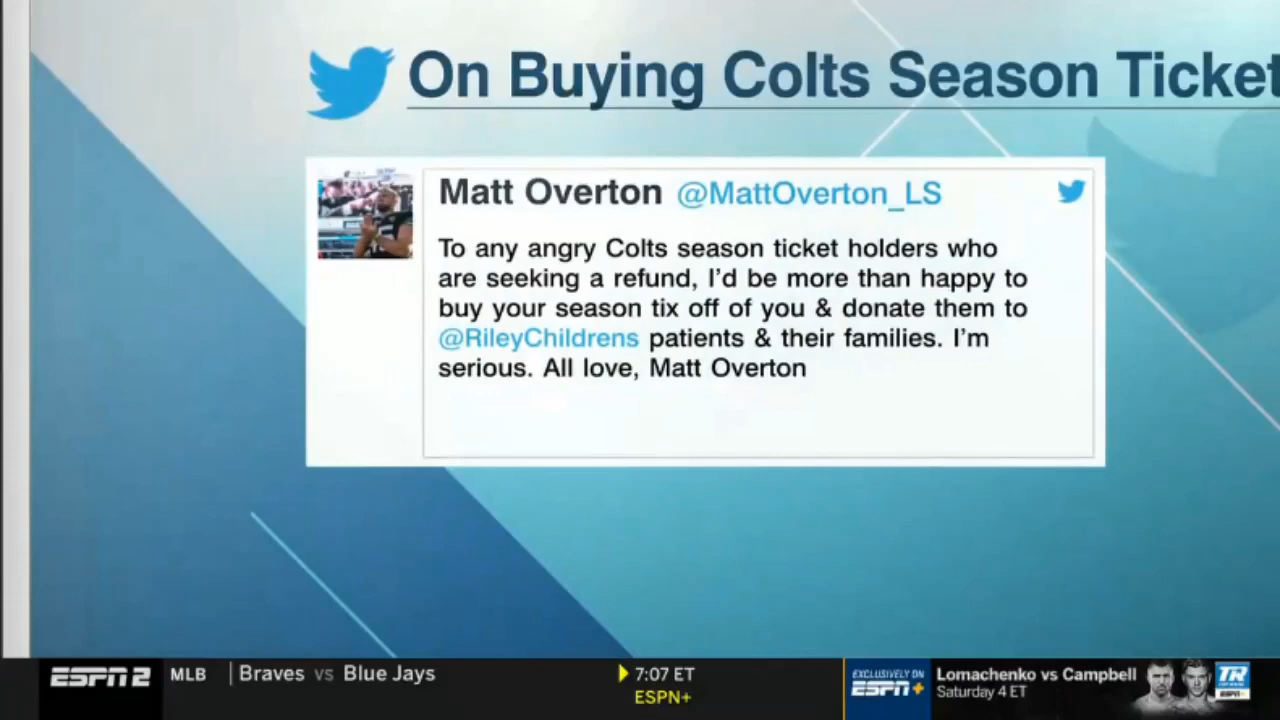 On Buying Colts Season Ticket
Matt Overton @MattOverton_LS
To any angry Colts season ticket holders who
are seeking a refund, I'd be more than happy to
buy your season tix off of you & donate them to
@RileyChildrens patients & their families. I'm
serious. All love, Matt Overton
ESPN2 MLB Braves vs Blue Jays 7:07 ET
ESPN+
EXCLUSIVELY ON
ESPN+
Lomachenko vs Campbell
Saturday 4 ET
TR
ESPN+